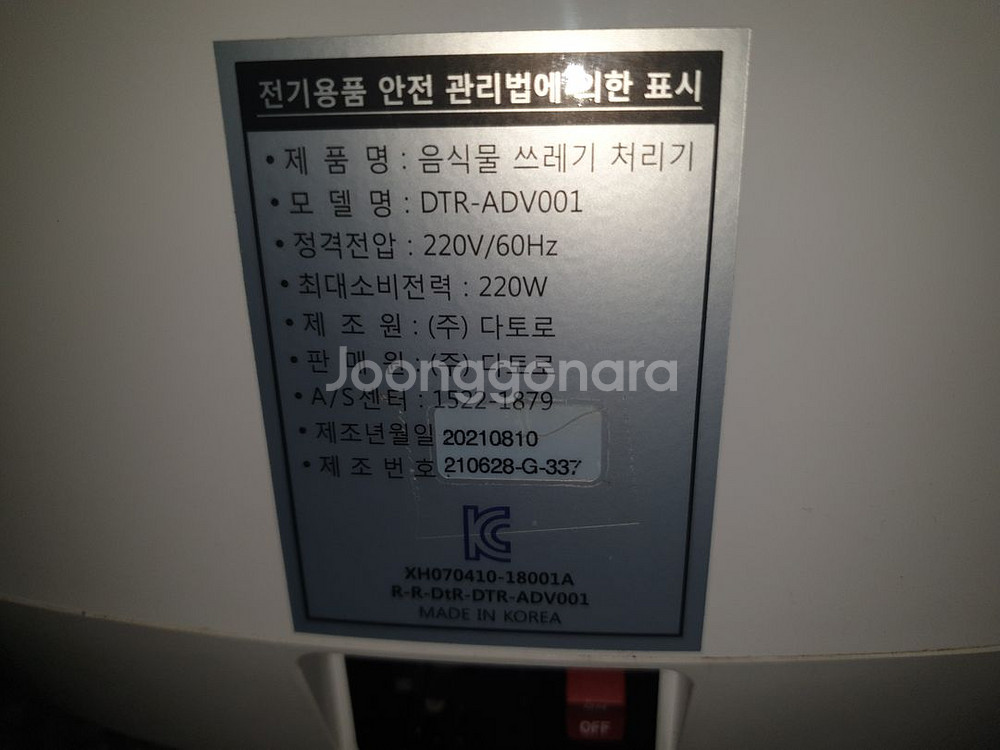 전기용품 안전 관리법에 의한 표시
• 제 품 명 : 음식물 쓰레기 처리기
• 모 델 명 : DTR-ADV001
• 정격전압 : 220V/60Hz
• 최대소비전력 : 220W
• 제 조 원 : (주) 다토로
• 판 매 원 : (주) 다토로
Joonggonara
• A/S센터 : 1522-1879
• 제조년월일 20210810
• 제 조 번 호 : 210628-G-337
KC
XH070410-18001A
R-R-DtR-DTR-ADV001
MADE IN KOREA
ON
OFF